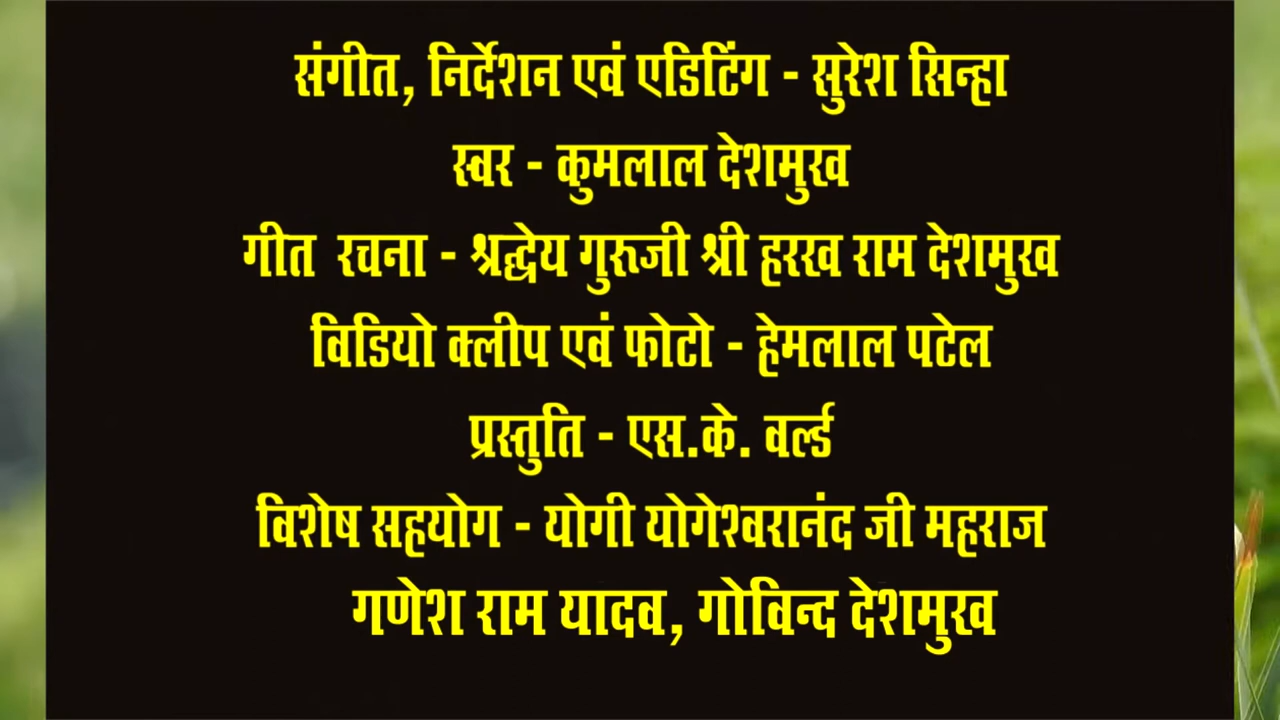 संगीत, निर्देशन एवं एडिटिंग - सुरेश सिन्हा
स्वर - कुमलाल देशमुख
गीत रचना - श्रद्धेय गुरूजी श्री हरख राम देशमुख
विडियो क्लीप एवं फोटो - हेमलाल पटेल
प्रस्तुति - एस.के. वर्ल्ड
विशेष सहयोग - योगी योगेश्वरानंद जी महराज
गणेश राम यादव, गोविन्द देशमुख